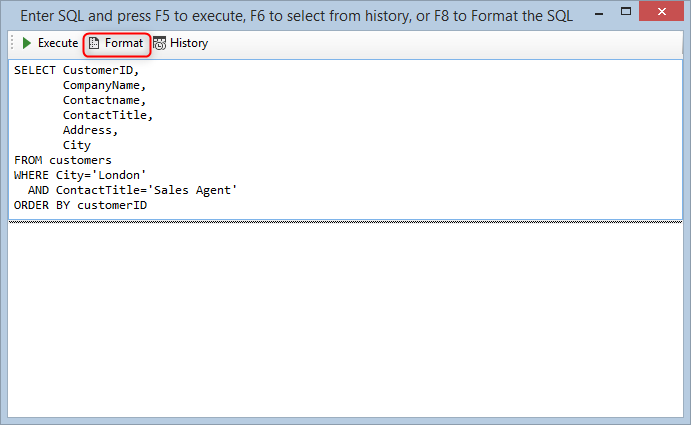 Enter SQL and press F5 to execute, F6 to select from history, or F8 to Format the SQL
Execute Format History
SELECT CustomerID,
       CompanyName,
       Contactname,
       ContactTitle,
       Address,
       City
FROM customers
WHERE City='London'
  AND ContactTitle='Sales Agent'
ORDER BY customerID